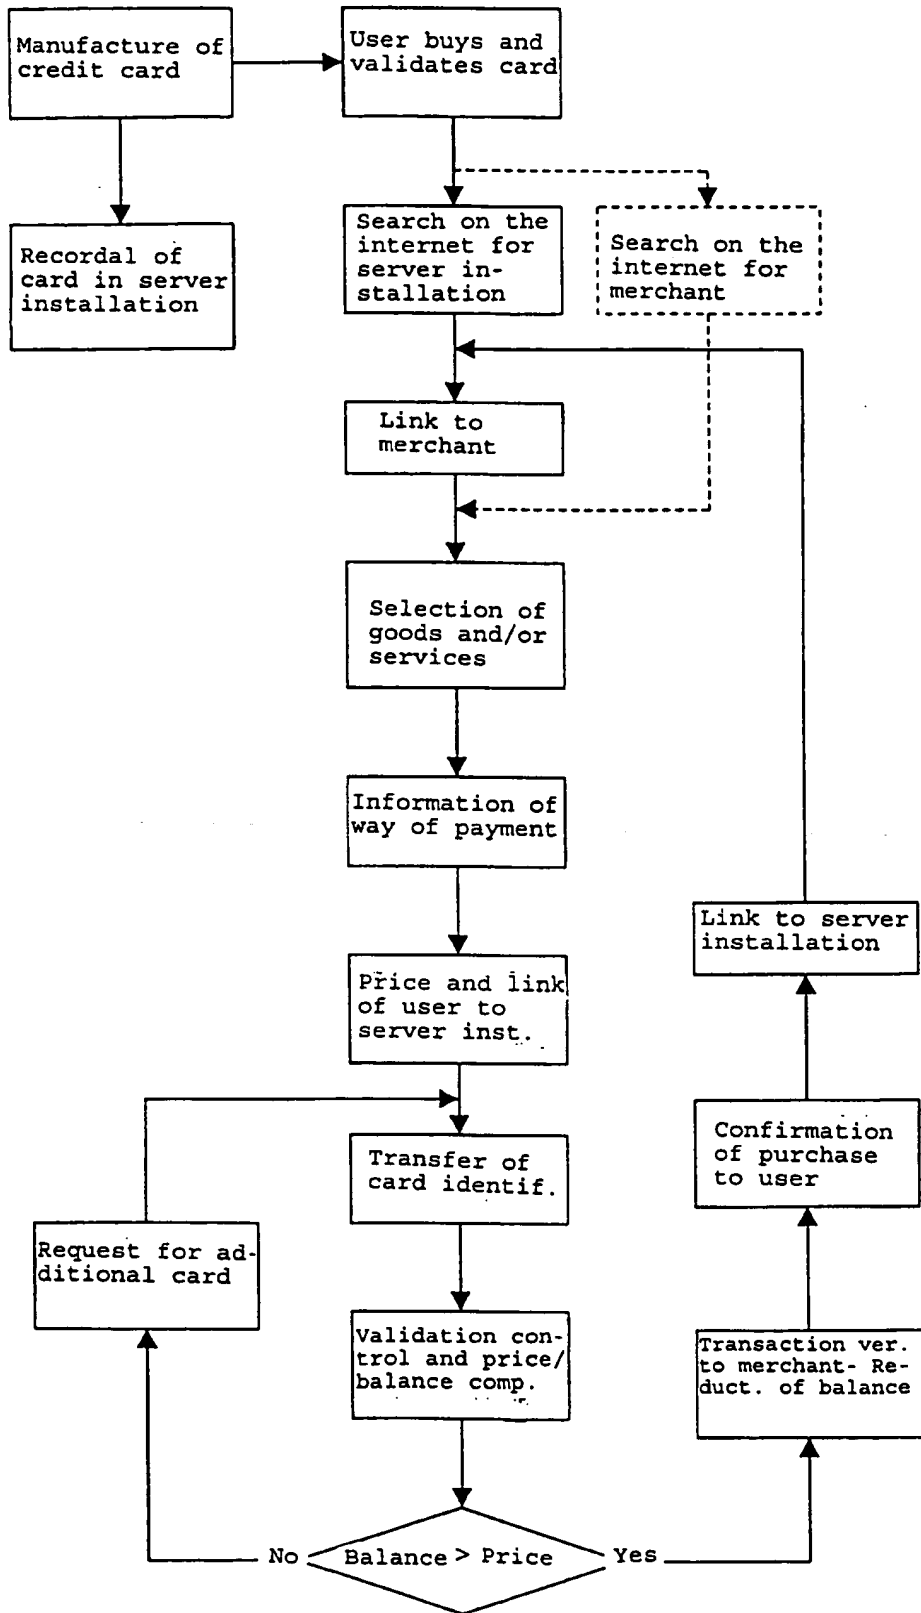 Manufacture of
credit card
User buys and
validates card
Recordal of
card in server
installation
Search on the
internet for
server in-
stallation
Search on the
internet for
merchant
Link to
merchant
Selection of
goods and/or
services
Information of
way of payment
Price and link
of user to
server inst.
Transfer of
card identif.
Validation con-
trol and price/
balance comp.
Balance > Price
No
Yes
Request for ad-
ditional card
Transaction ver.
to merchant- Re-
duct. of balance
Confirmation
of purchase
to user
Link to server
installation